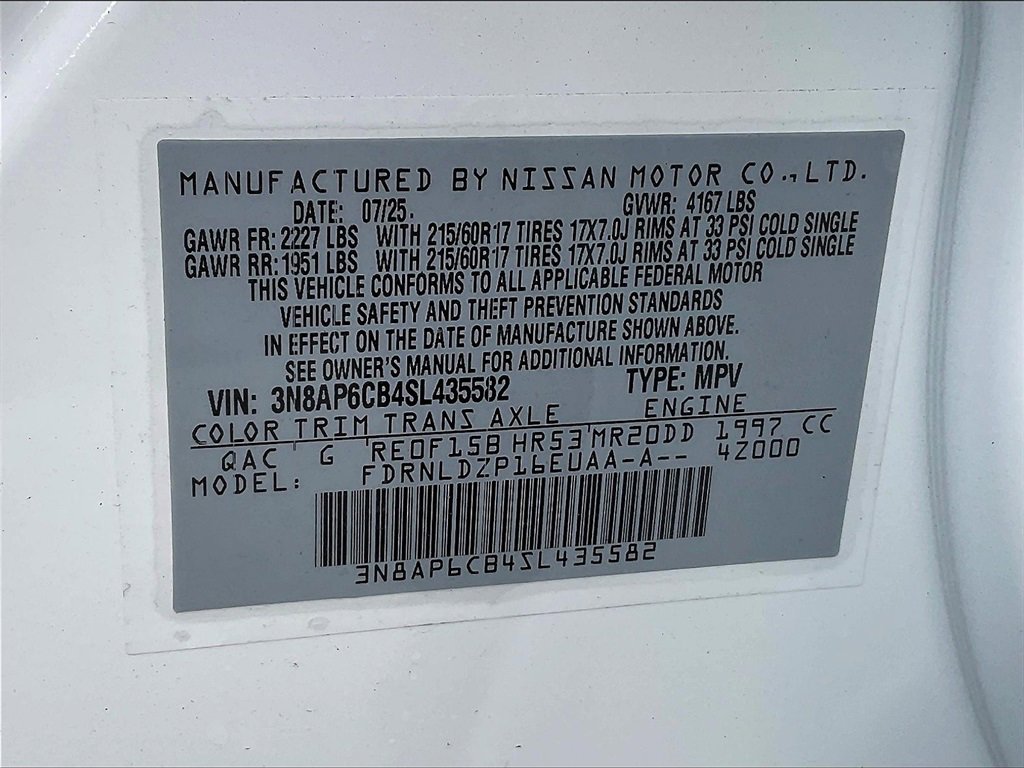 MANUFACTURED BY NISSAN MOTOR CO., LTD.
DATE: 07/25. GVWR: 4167 LBS
GAWR FR: 2227 LBS WITH 215/60R17 TIRES 17X7.0J RIMS AT 33 PSI COLD SINGLE
GAWR RR: 1951 LBS WITH 215/60R17 TIRES 17X7.0J RIMS AT 33 PSI COLD SINGLE
THIS VEHICLE CONFORMS TO ALL APPLICABLE FEDERAL MOTOR
VEHICLE SAFETY AND THEFT PREVENTION STANDARDS
IN EFFECT ON THE DATE OF MANUFACTURE SHOWN ABOVE.
SEE OWNER'S MANUAL FOR ADDITIONAL INFORMATION.
VIN: 3N8AP6CB4SL435582 TYPE: MPV
COLOR TRIM TRANS AXLE ENGINE
QAC G RE0F15B HR53 MR20DD 1997 CC
MODEL: FDRNLDZP16EUAA-A-- 4Z000
3N8AP6CB4SL435582